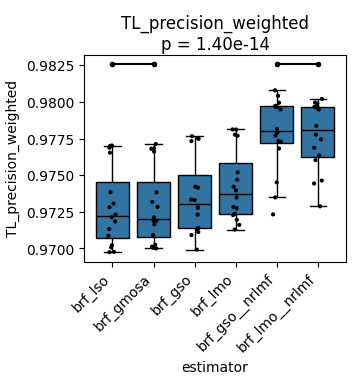 TL_precision_weighted
p = 1.40e-14
TL_precision_weighted
0.9825
0.9800
0.9775
0.9750
0.9725
0.9700
brf_lso
brf_gmosa
brf_gso
brf_lmo
brf_gso__nrlmf
brf_lmo__nrlmf
estimator